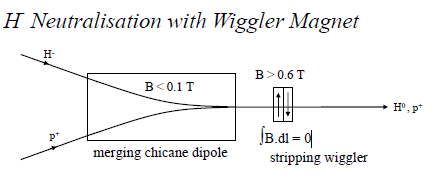 H Neutralisation with Wiggler Magnet
H-
B < 0.1 T
B > 0.6 T
H⁰, p⁺
p⁺
∫B.dl = 0
merging chicane dipole
stripping wiggler